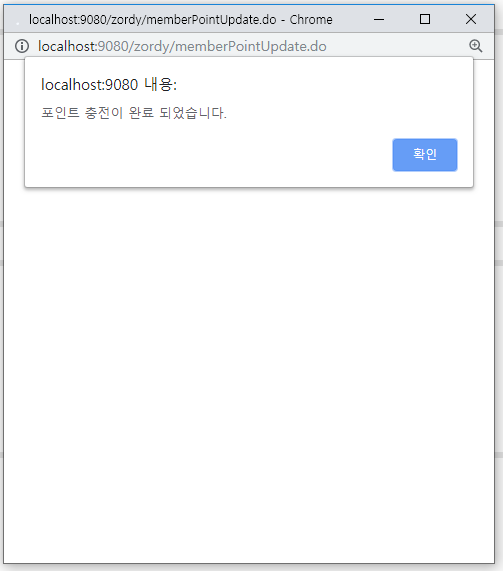 localhost:9080/zordy/memberPointUpdate.do - Chrome
localhost:9080/zordy/memberPointUpdate.do
localhost:9080 내용:
포인트 충전이 완료 되었습니다.
확인